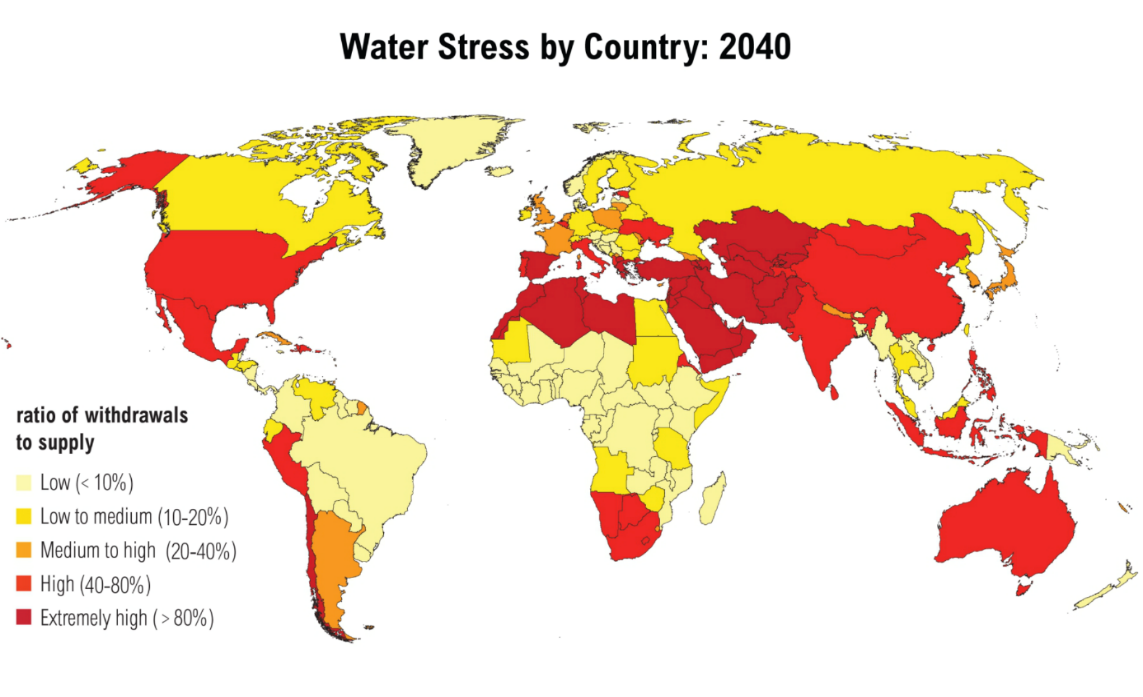 Water Stress by Country: 2040
ratio of withdrawals
to supply
Low (< 10%)
Low to medium (10-20%)
Medium to high (20-40%)
High (40-80%)
Extremely high ( > 80%)